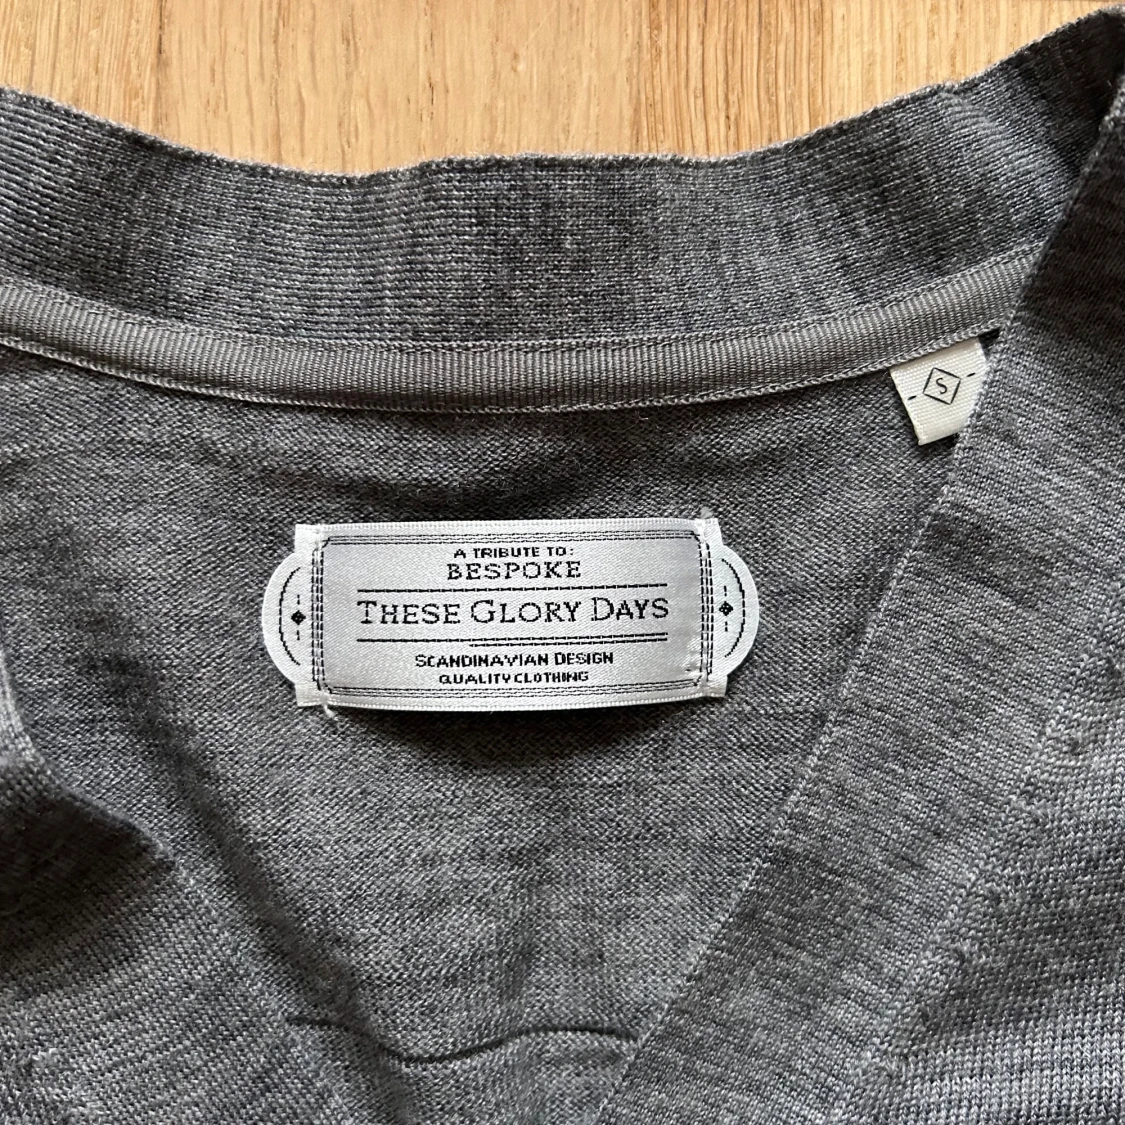 S
A TRIBUTE TO:
BESPOKE
THESE GLORY DAYS
SCANDINAVIAN DESIGN
QUALITY CLOTHING